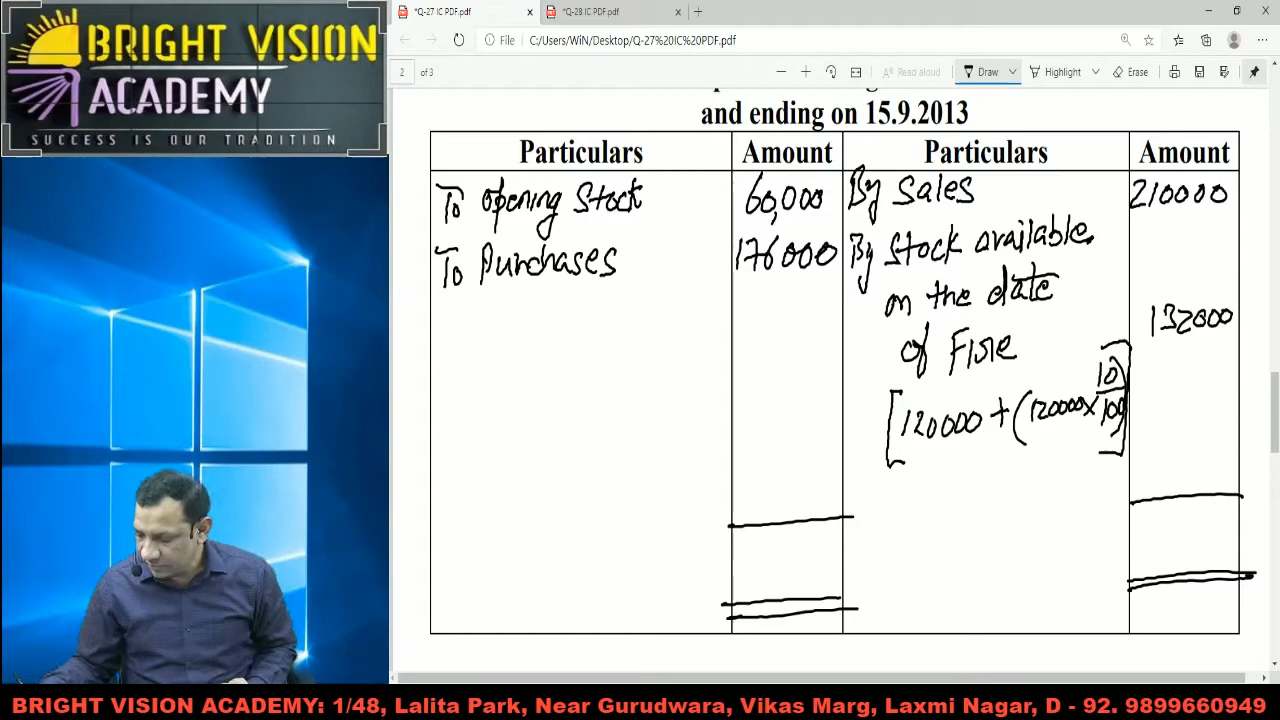 *Q-27 IC PDF.pdf
*Q-28 IC PDF.pdf
File C:/Users/WiN/Desktop/Q-27%20IC%20PDF.pdf
2 of 3
Read aloud Draw Highlight Erase
BRIGHT VISION
ACADEMY
SUCCESS IS OUR TRADITION
and ending on 15.9.2013
Particulars Amount Particulars Amount
To opening Stock 60,000 By Sales 210000
To Purchases 176000 By Stock available
on the date
of Fire 132000
[120000 + (120000 x 10/100)]
BRIGHT VISION ACADEMY: 1/48, Lalita Park, Near Gurudwara, Vikas Marg, Laxmi Nagar, D - 92. 9899660949